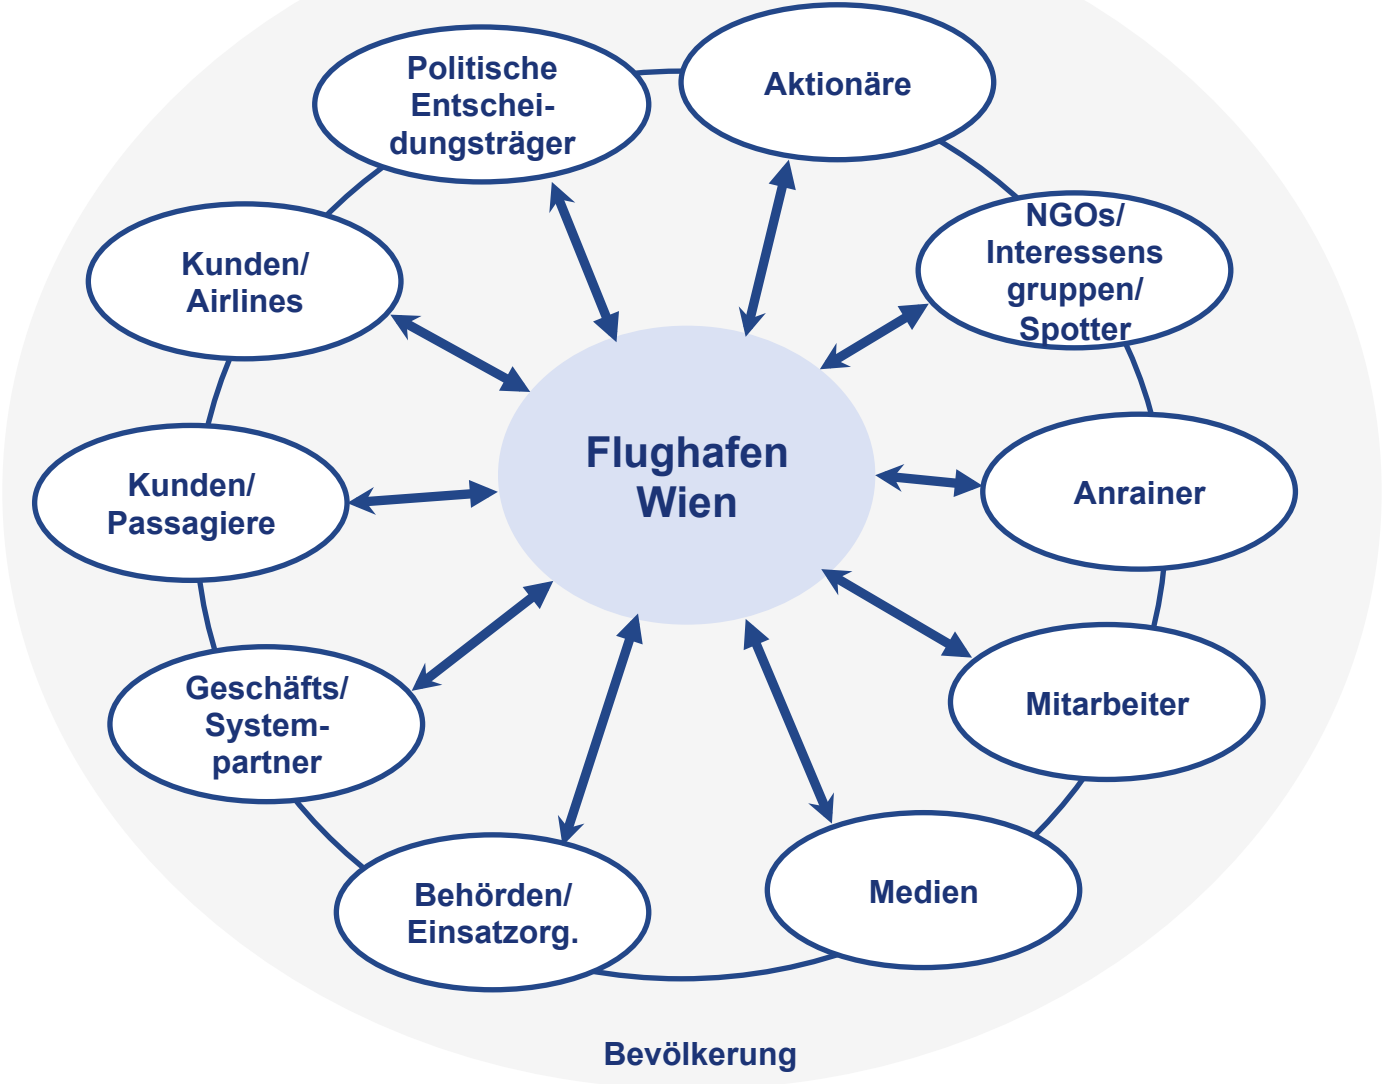 Politische
Entschei-
dungsträger
Aktionäre
NGOs/
Interessens
gruppen/
Spotter
Kunden/
Airlines
Flughafen
Wien
Kunden/
Passagiere
Anrainer
Geschäfts/
System-
partner
Mitarbeiter
Behörden/
Einsatzorg.
Medien
Bevölkerung